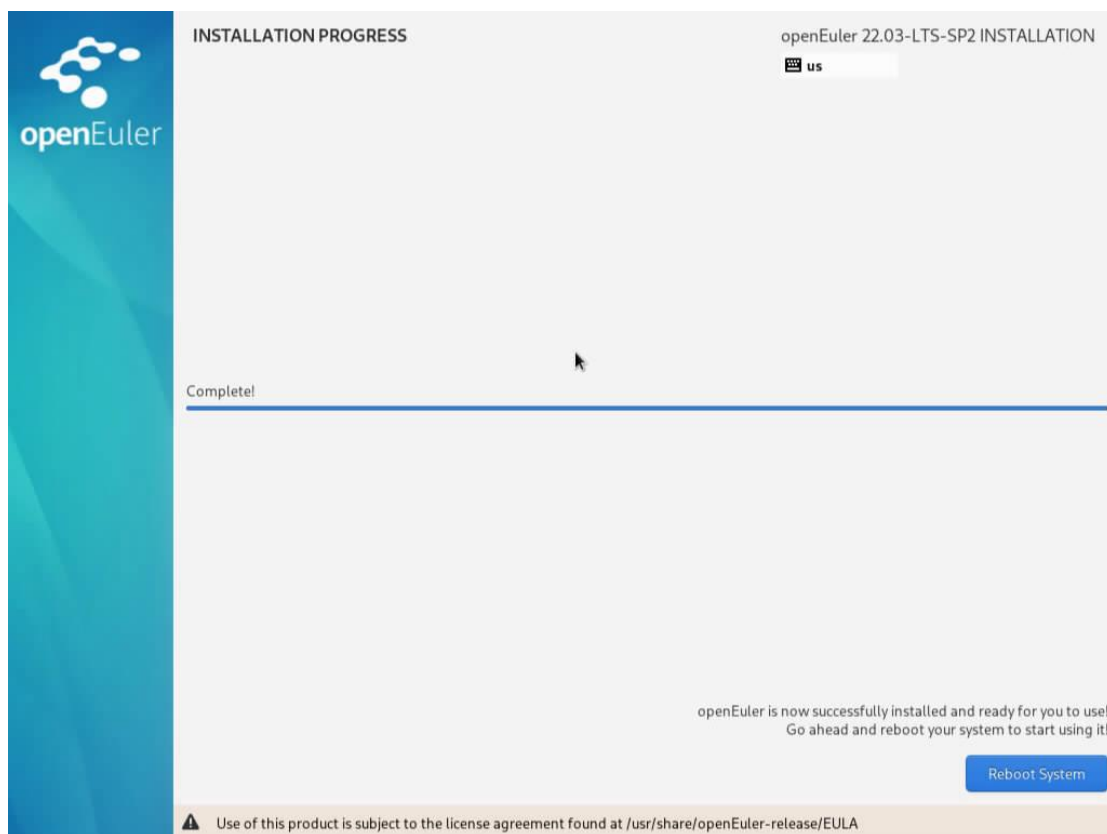 openEuler
INSTALLATION PROGRESS
openEuler 22.03-LTS-SP2 INSTALLATION
us
Complete!
openEuler is now successfully installed and ready for you to use!
Go ahead and reboot your system to start using it!
Reboot System
Use of this product is subject to the license agreement found at /usr/share/openEuler-release/EULA